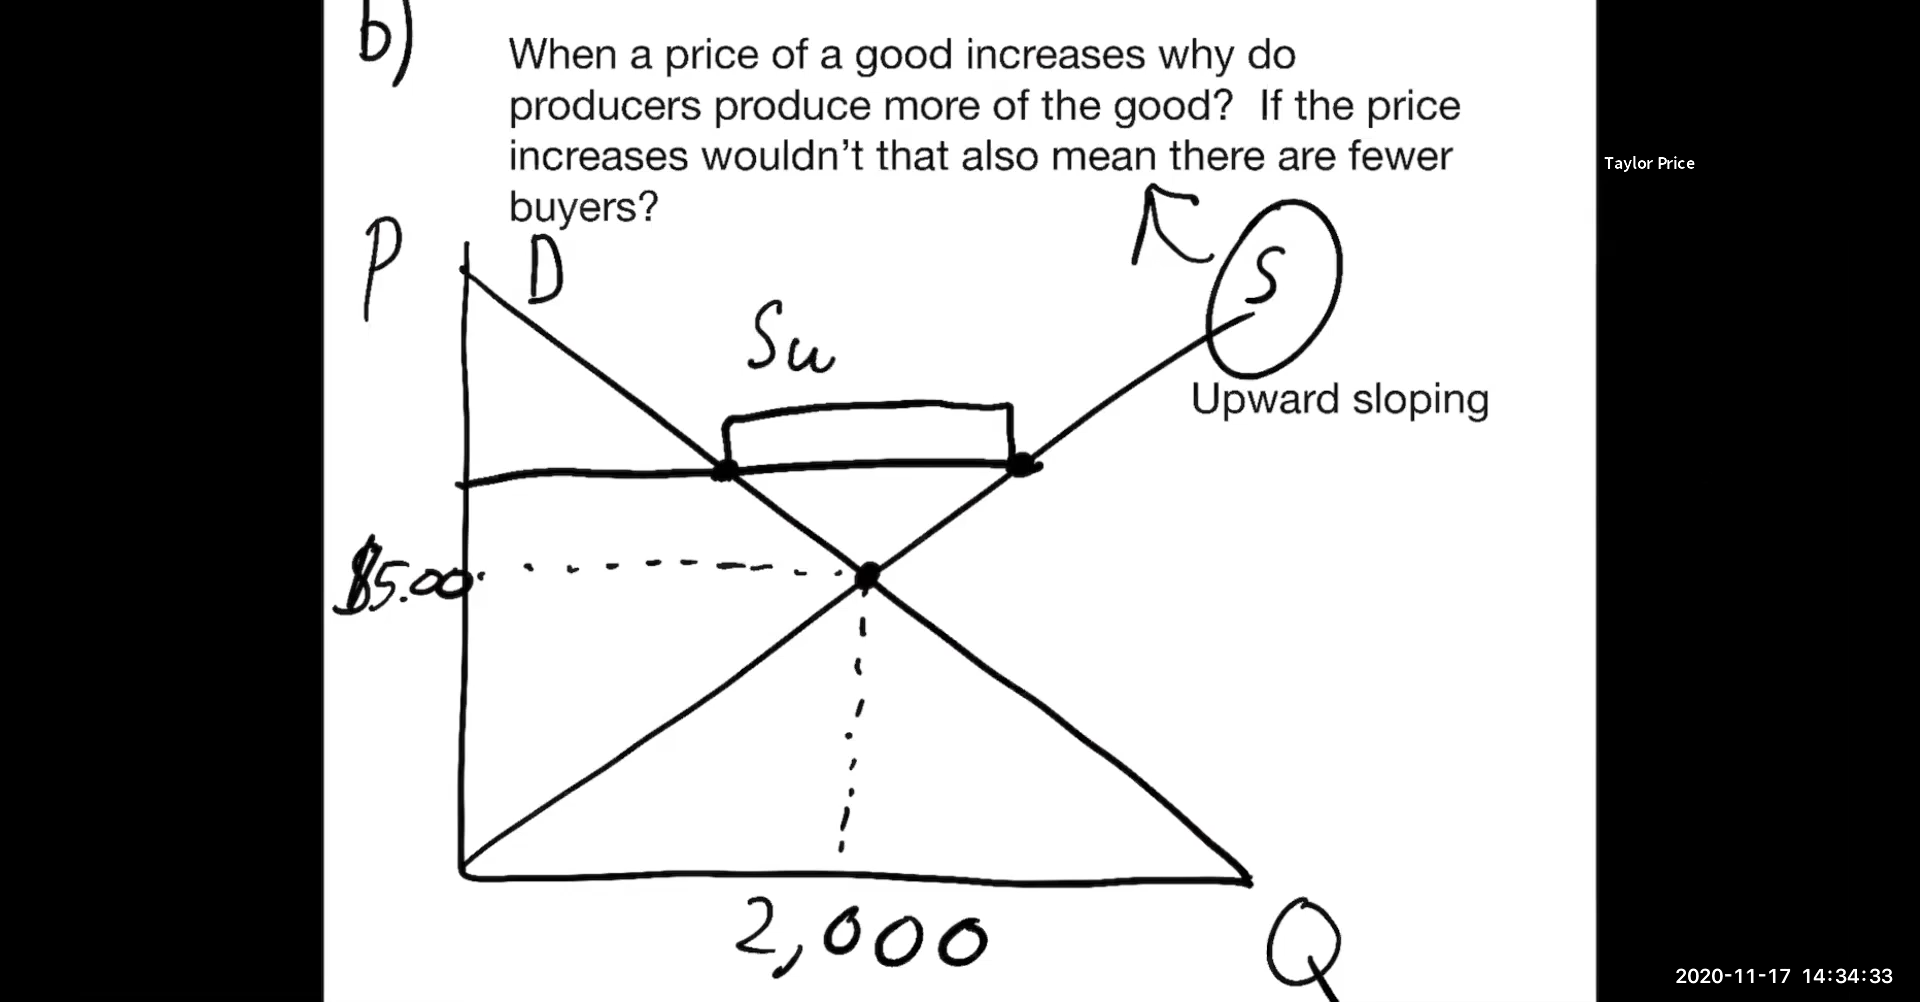 b)
When a price of a good increases why do
producers produce more of the good?  If the price
increases wouldn't that also mean there are fewer
buyers?
P
D
S
Su
Upward sloping
$5.00
2,000
Q
Taylor Price
2020-11-17 14:34:33